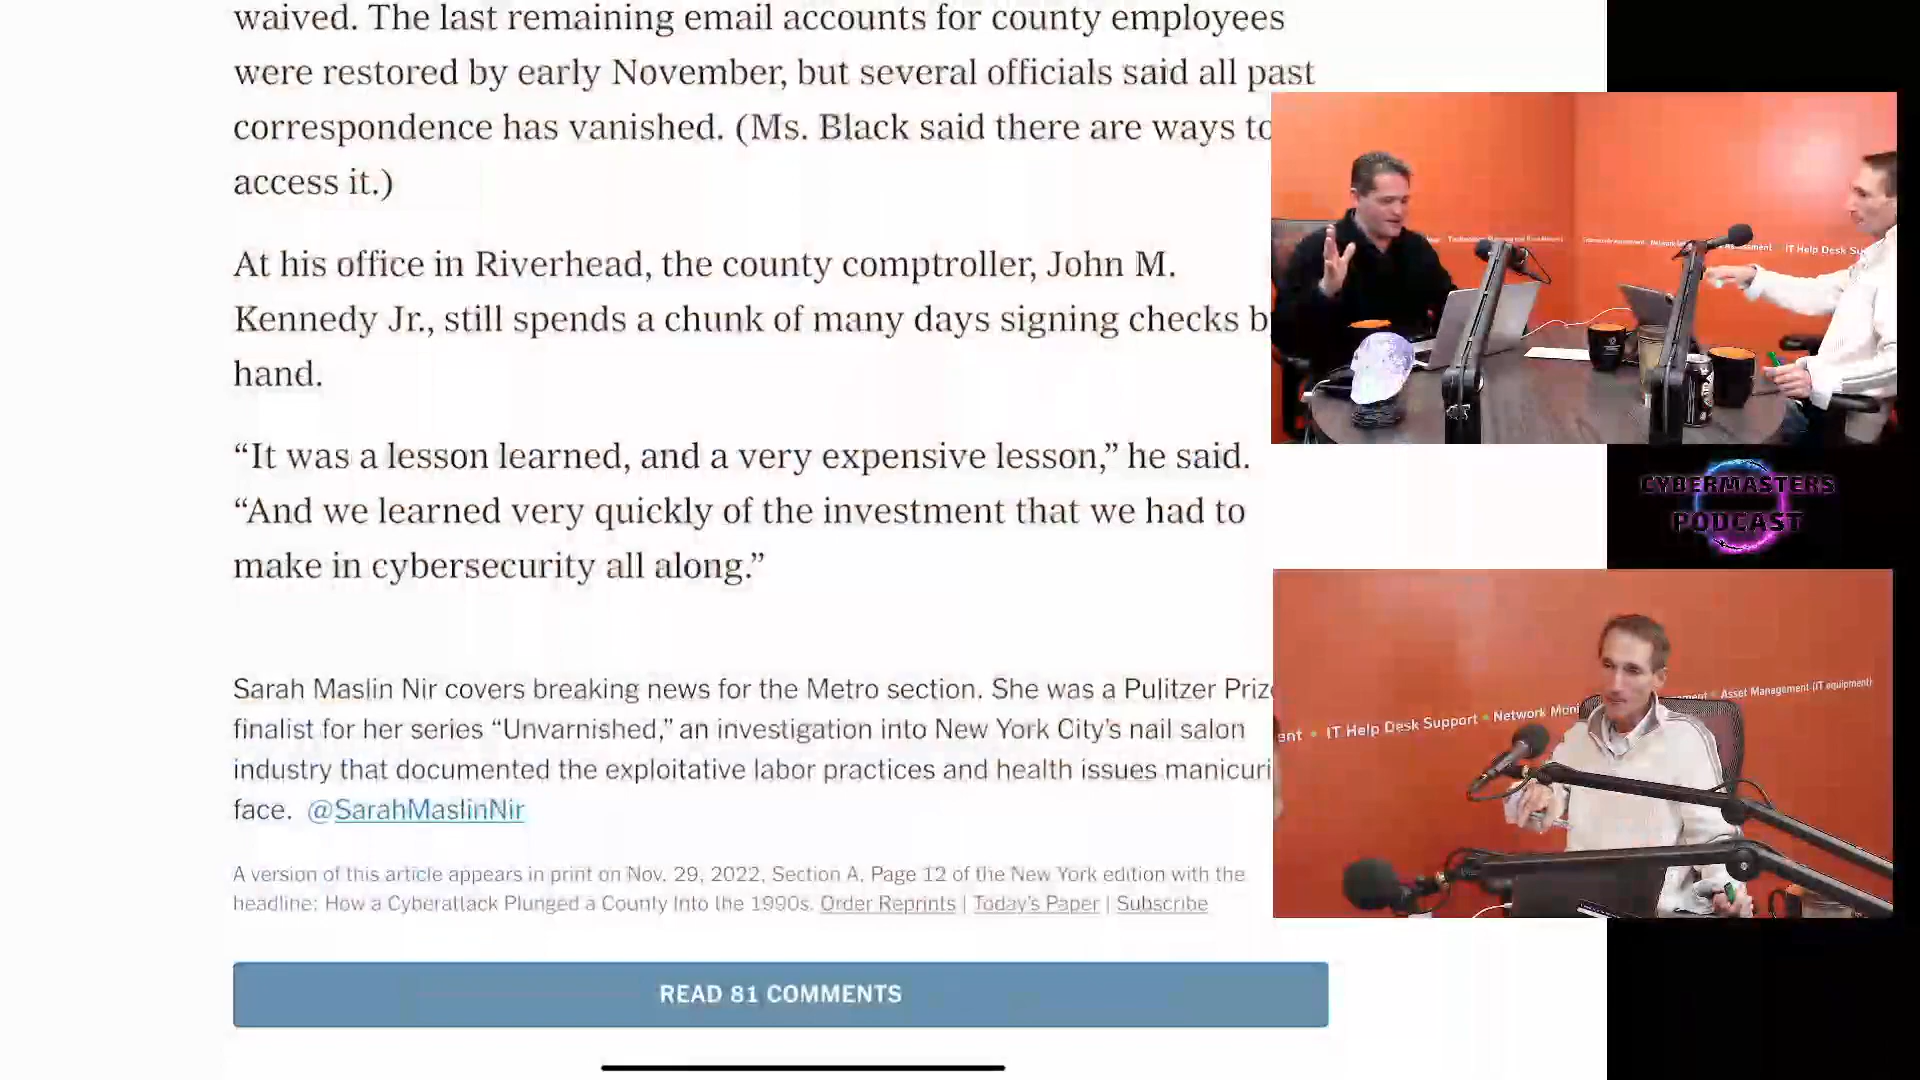 waived. The last remaining email accounts for county employees
were restored by early November, but several officials said all past
correspondence has vanished. (Ms. Black said there are ways to
access it.)
At his office in Riverhead, the county comptroller, John M.
Kennedy Jr., still spends a chunk of many days signing checks b
hand.
“It was a lesson learned, and a very expensive lesson,” he said.
“And we learned very quickly of the investment that we had to
make in cybersecurity all along.”
Sarah Maslin Nir covers breaking news for the Metro section. She was a Pulitzer Prize
finalist for her series “Unvarnished,” an investigation into New York City’s nail salon
industry that documented the exploitative labor practices and health issues manicuri
face. @SarahMaslinNir
A version of this article appears in print on Nov. 29, 2022, Section A, Page 12 of the New York edition with the
headline: How a Cyberattack Plunged a County Into the 1990s. Order Reprints | Today’s Paper | Subscribe
READ 81 COMMENTS
IT Help Desk Su
CYBERMASTERS
PODCAST
ent • IT Help Desk Support • Network Moni
ment • Asset Management (IT equipment)